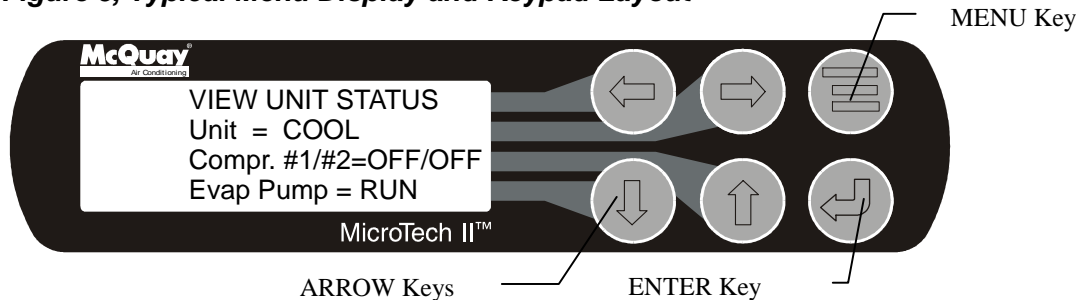 Figure 6, Typical Menu Display and Keypad Layout
MENU Key
McQuay®
Air Conditioning
VIEW UNIT STATUS
Unit = COOL
Compr. #1/#2=OFF/OFF
Evap Pump = RUN
MicroTech II™
ARROW Keys
ENTER Key